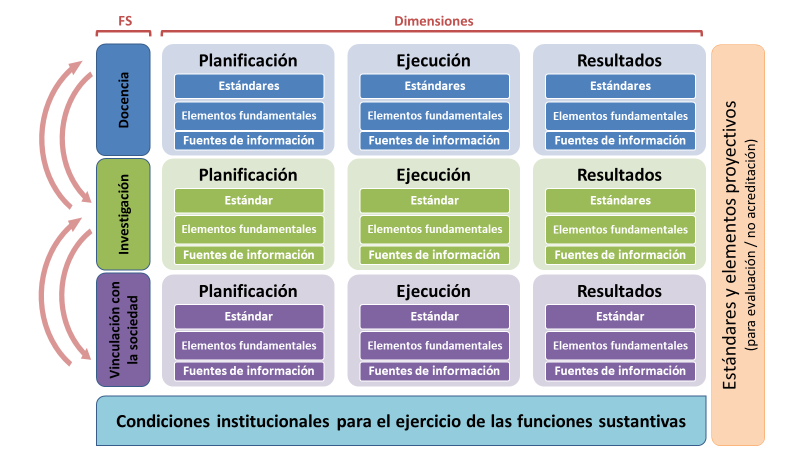 FS
Dimensiones
Docencia
Planificación
Estándares
Elementos fundamentales
Fuentes de información
Ejecución
Estándares
Elementos fundamentales
Fuentes de información
Resultados
Estándares
Elementos fundamentales
Fuentes de información
Investigación
Planificación
Estándar
Elementos fundamentales
Fuentes de información
Ejecución
Estándar
Elementos fundamentales
Fuentes de información
Resultados
Estándares
Elementos fundamentales
Fuentes de información
Vinculación con
la sociedad
Planificación
Estándar
Elementos fundamentales
Fuentes de información
Ejecución
Estándar
Elementos fundamentales
Fuentes de información
Resultados
Estándar
Elementos fundamentales
Fuentes de información
Condiciones institucionales para el ejercicio de las funciones sustantivas
Estándares y elementos proyectivos
(para evaluación / no acreditación)